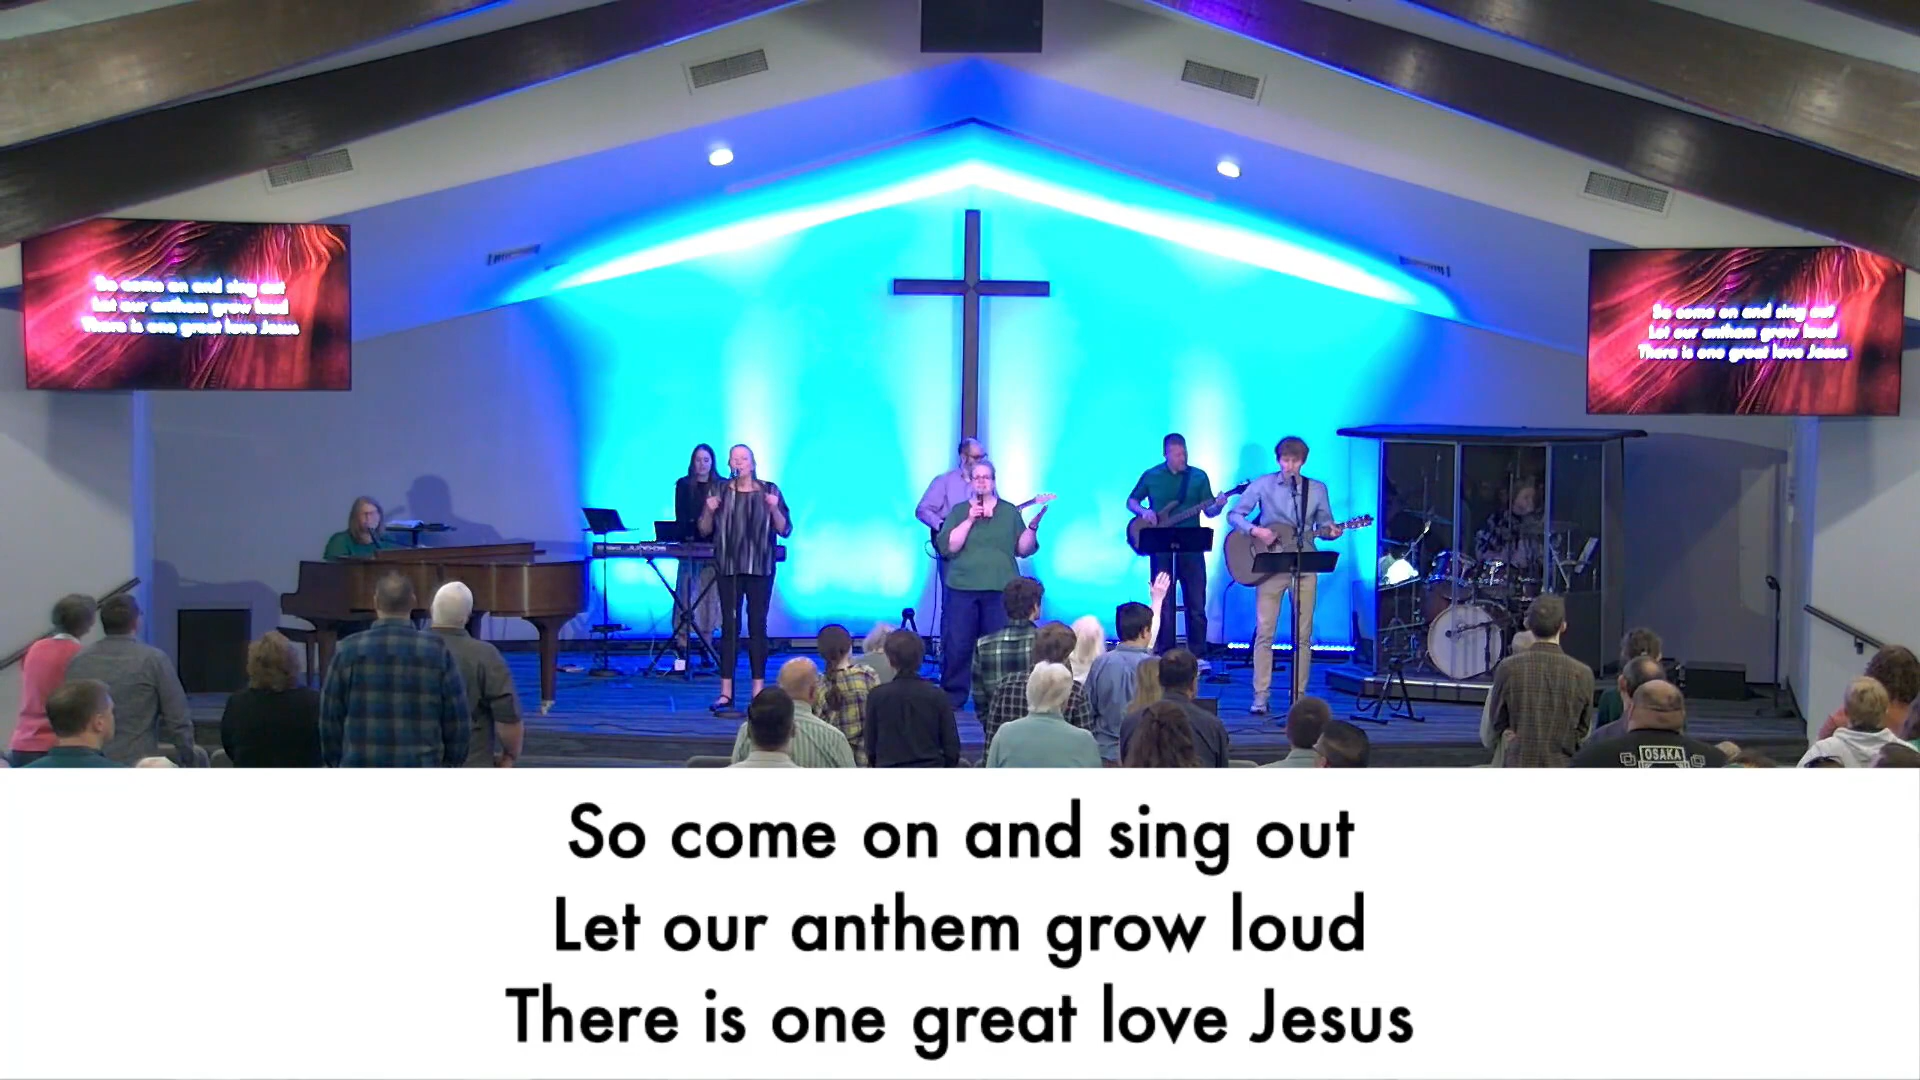 So come on and sing out
Let our anthem grow loud
There is one great love Jesus
So come on and sing out
Let our anthem grow loud
There is one great love Jesus
OSAKA
So come on and sing out
Let our anthem grow loud
There is one great love Jesus